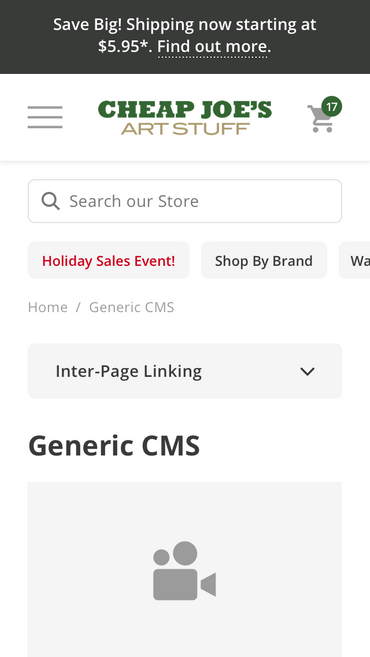 Save Big! Shipping now starting at
$5.95*. Find out more.
CHEAP JOE'S
ART STUFF
17
Search our Store
Holiday Sales Event!
Shop By Brand
Wa
Home / Generic CMS
Inter-Page Linking
Generic CMS